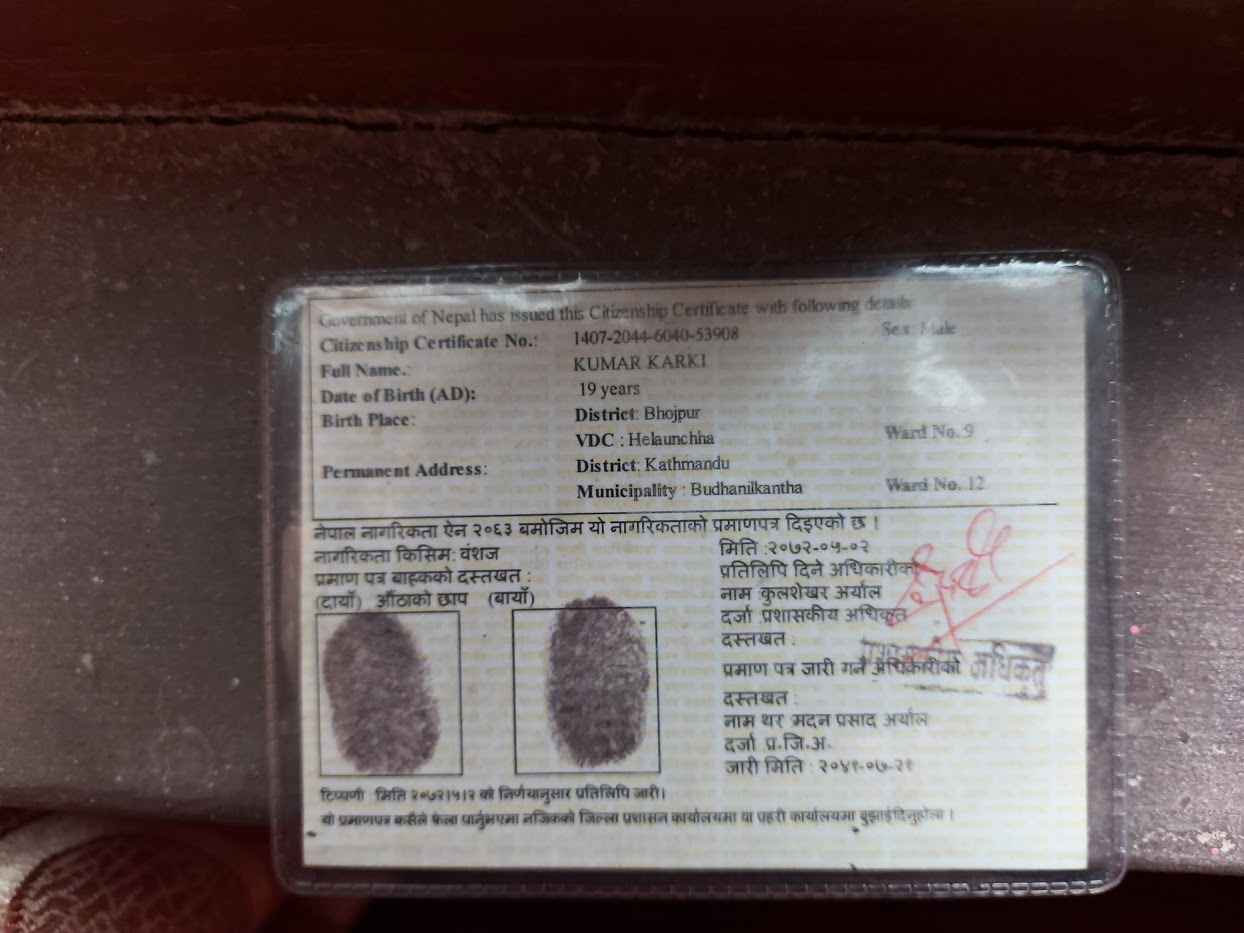 Government of Nepal has issued this Citizenship Certificate with following details
Citizenship Certificate No.: 1407-2044-6040-53908 Sex: Male
Full Name.: KUMAR KARKI
Date of Birth (AD): 19 years
Birth Place: District: Bhojpur
VDC : Helaunchha Ward No.:9
Permanent Address: District: Kathmandu
Municipality : Budhanilkantha Ward No.:12
नेपाल नागरिकता ऐन २०६३ बमोजिम यो नागरिकताको प्रमाणपत्र दिइएको छ ।
नागरिकता किसिम: वंशज
प्रमाण पत्र बाहकको दस्तखत :
(दायाँ) औंठाको छाप (बायाँ)
मिति :२०७२-०५-०२
प्रतिलिपि दिने अधिकारीको
नाम :कुलशेखर अर्याल
दर्जा :प्रशासकीय अधिकृत
दस्तखत :
प्रमाण पत्र जारी गर्ने अधिकारीको
अधिकृत
दस्तखत :
नाम थर :मदन प्रसाद अर्याल
दर्जा :प्र.जि.अ.
जारी मिति : २०४१-०७-२१
टिप्पणी :मिति २०७२।५।२ को निर्णयानुसार प्रतिलिपि जारी।
यो प्रमाणपत्र कसैले फेला पार्नुभएमा नजिकको जिल्ला प्रशासन कार्यालयमा वा प्रहरी कार्यालयमा बुझाईदिनुहोला ।